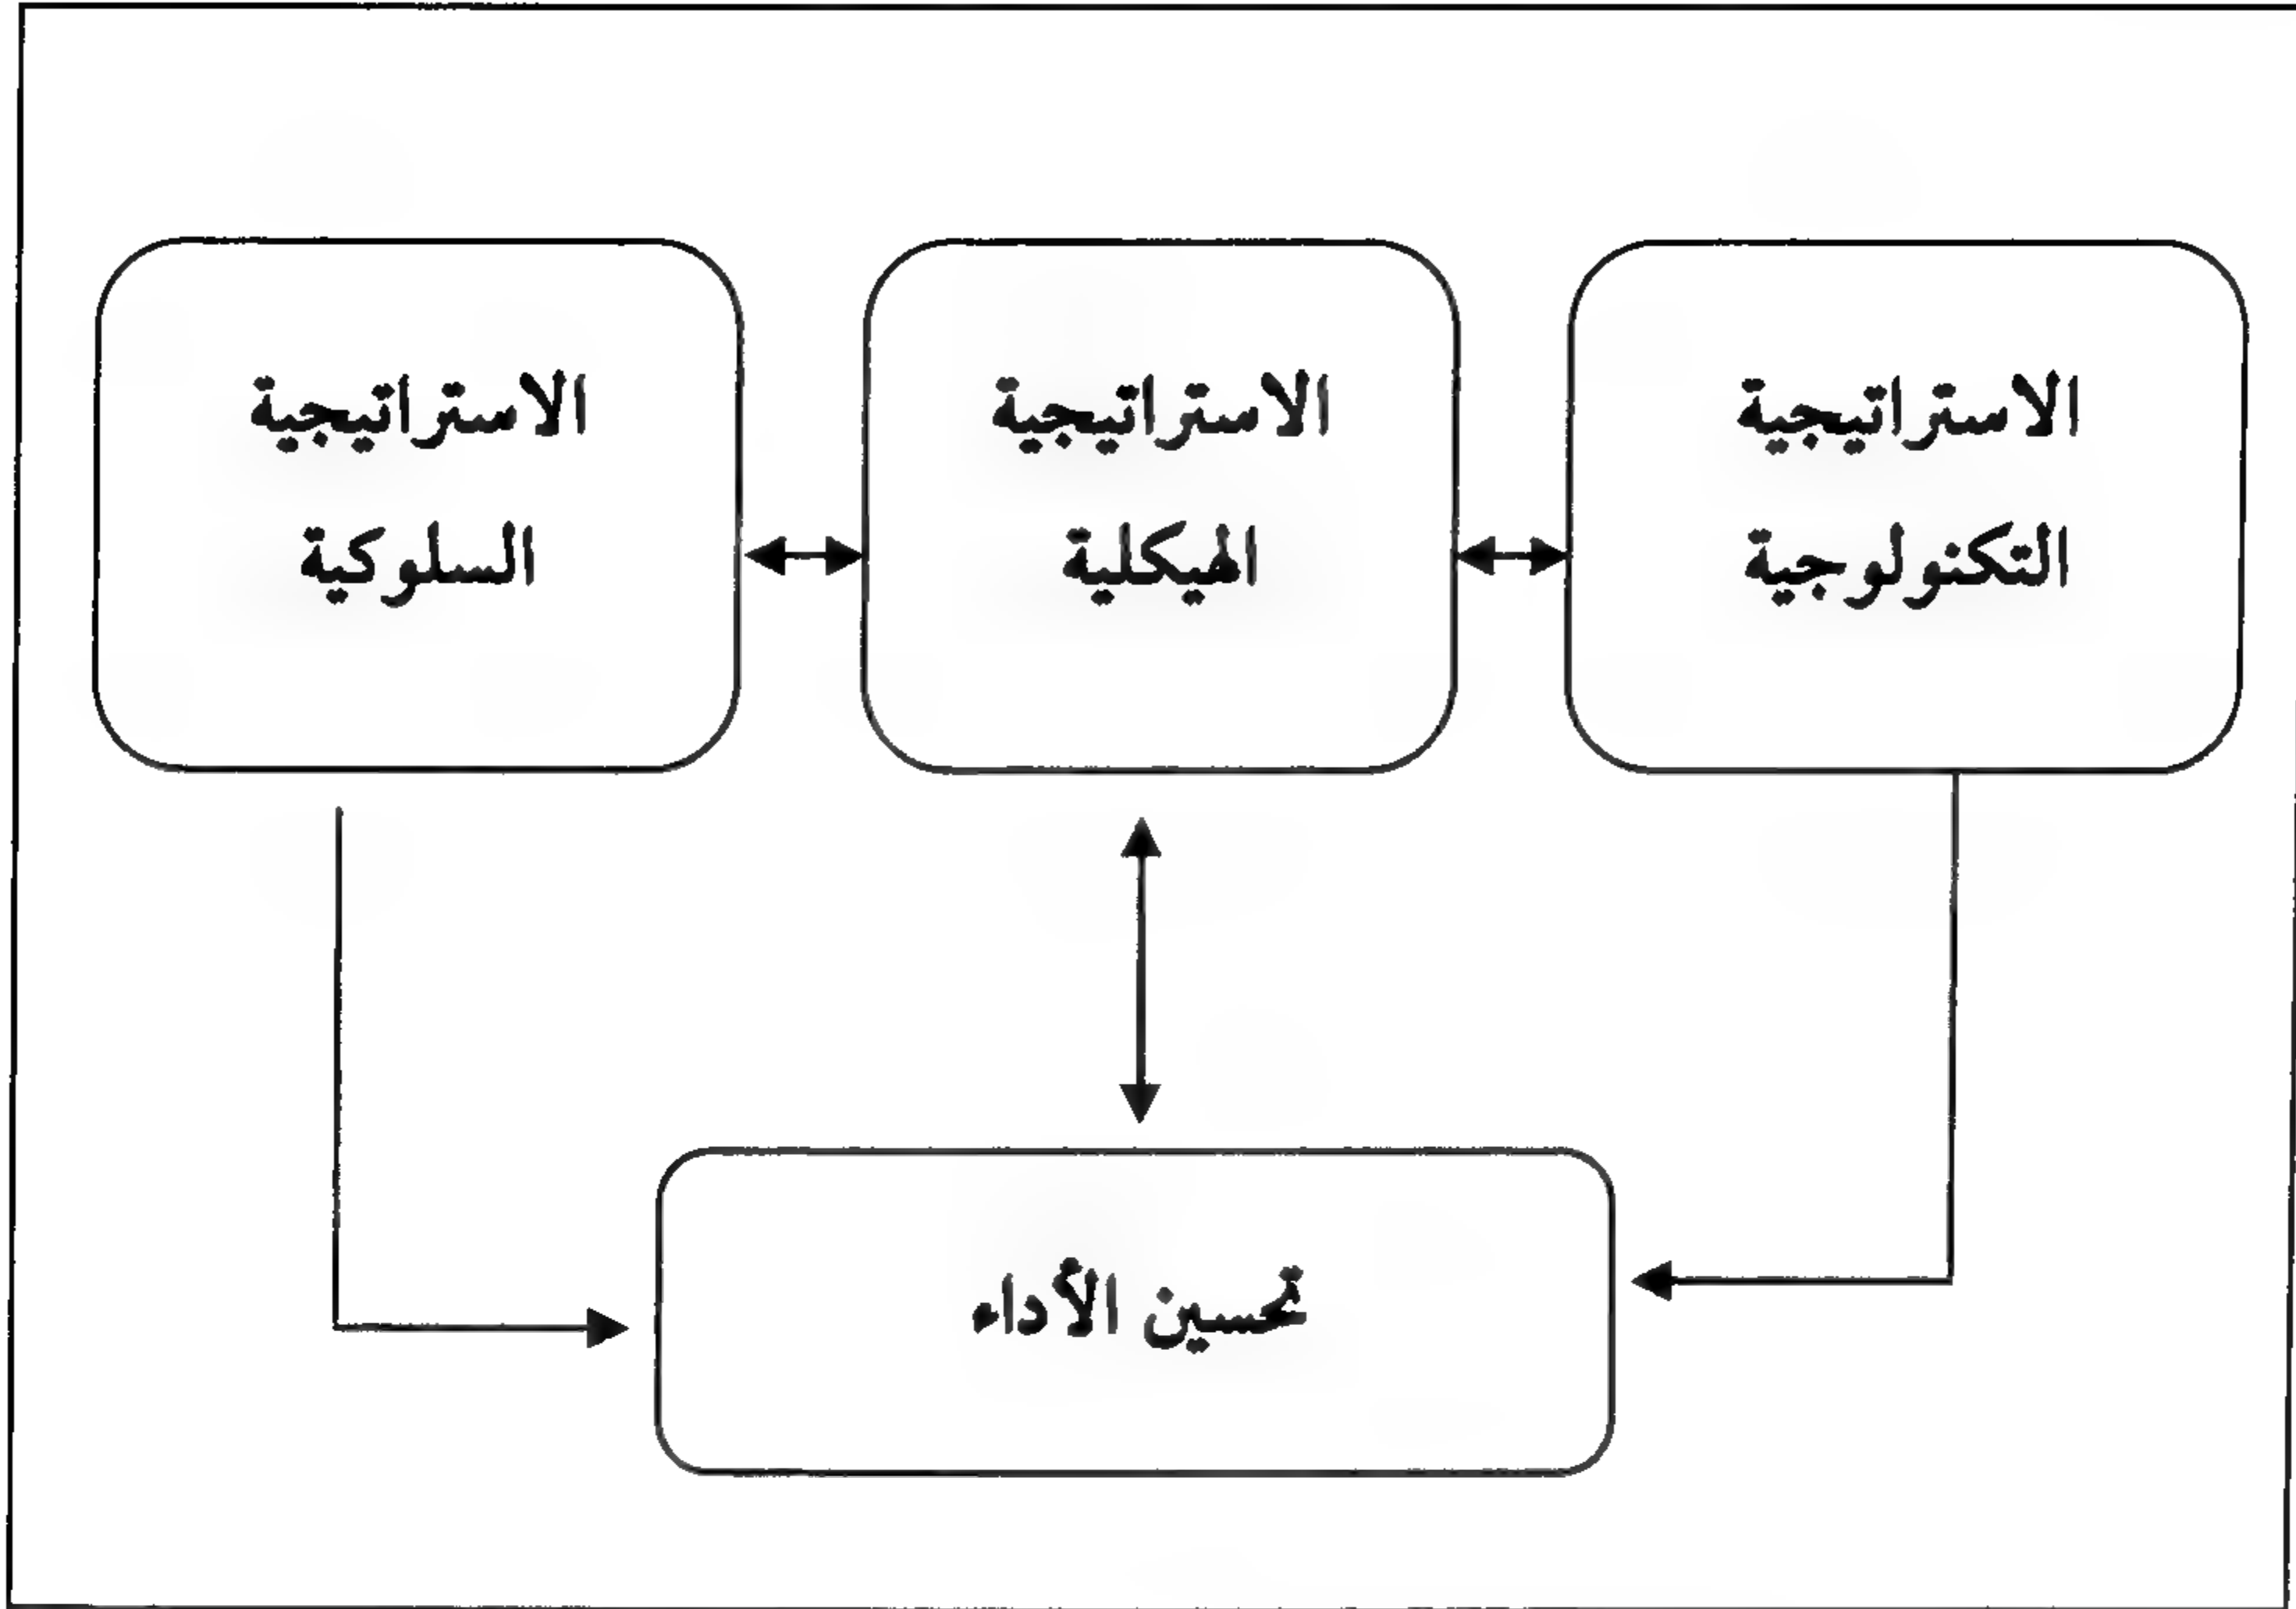 الاستراتيجية
التكنولوجية
الاستراتيجية
الهيكلية
الاستراتيجية
السلوكية
تحسين الأداء